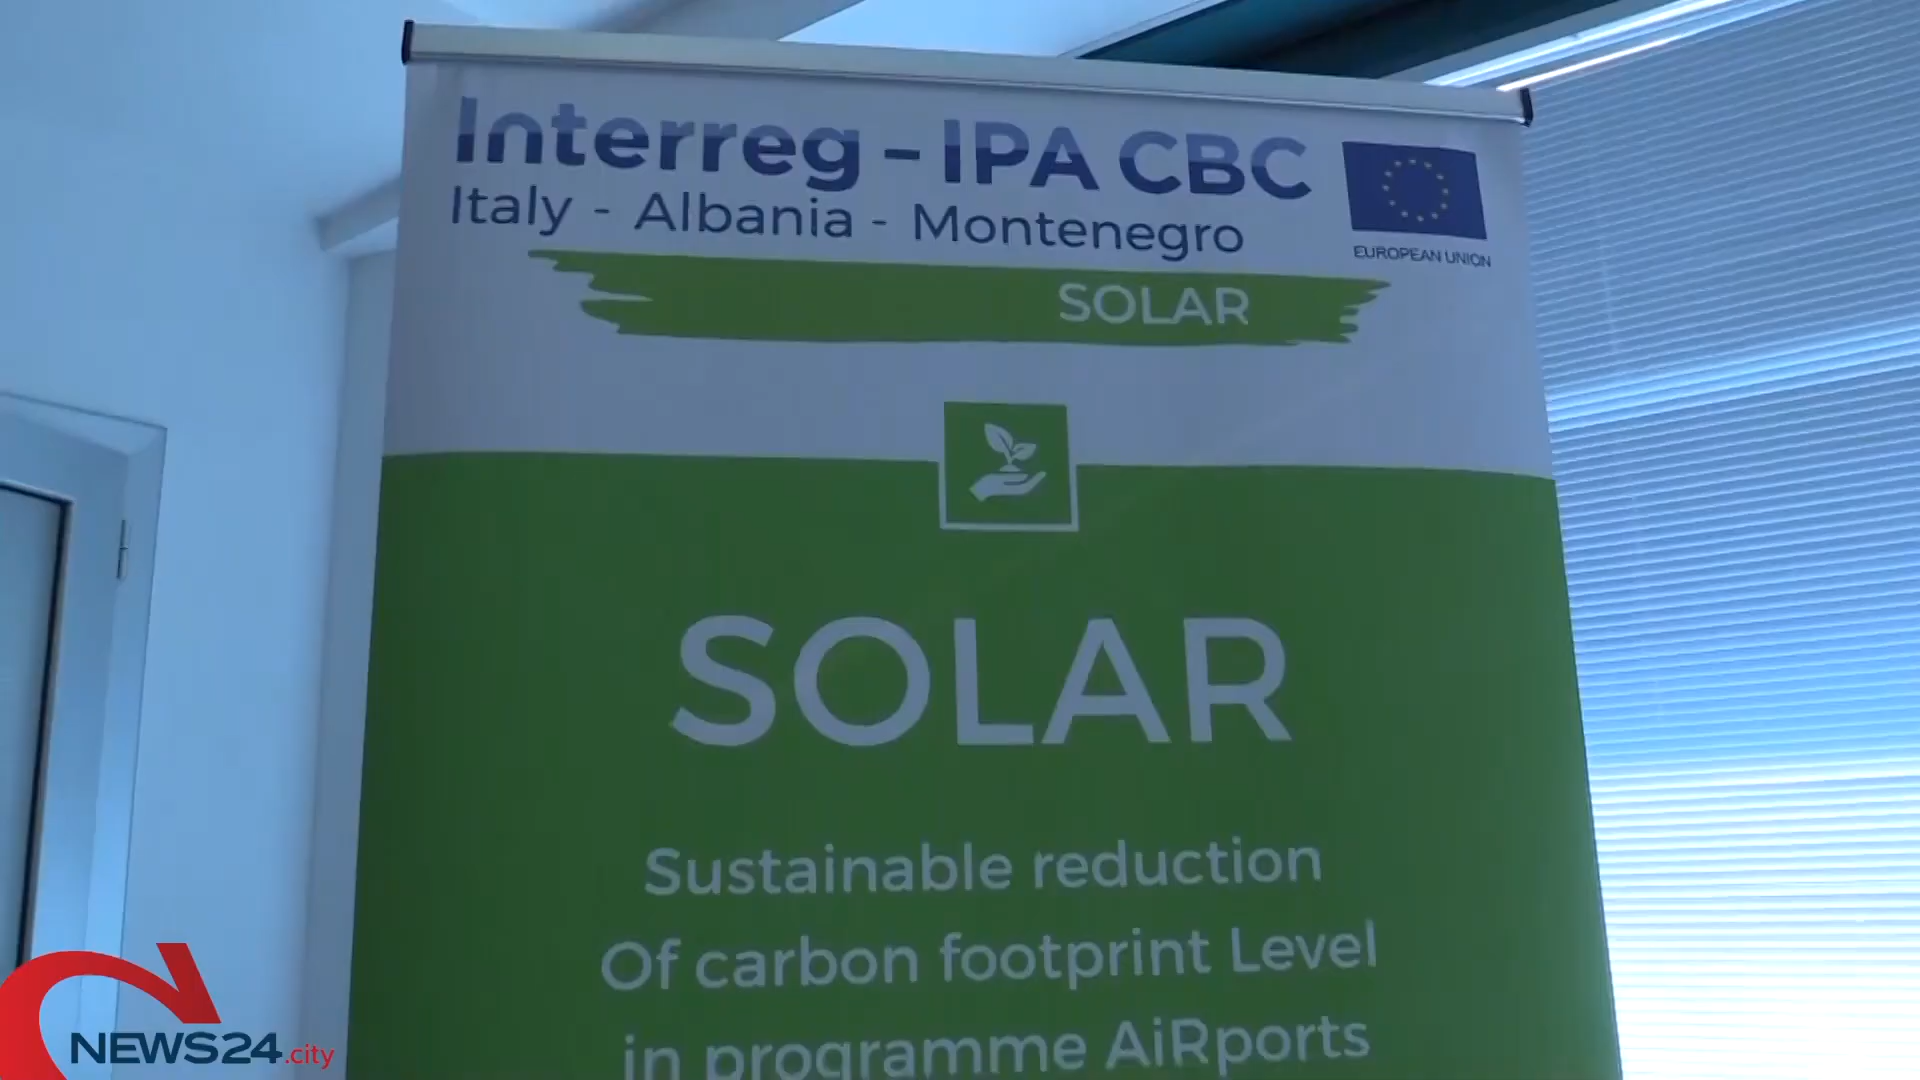 Interreg - IPA CBC
Italy - Albania - Montenegro
EUROPEAN UNION
SOLAR
SOLAR
Sustainable reduction
Of carbon footprint Level
in programme AiRports
NEWS24.city